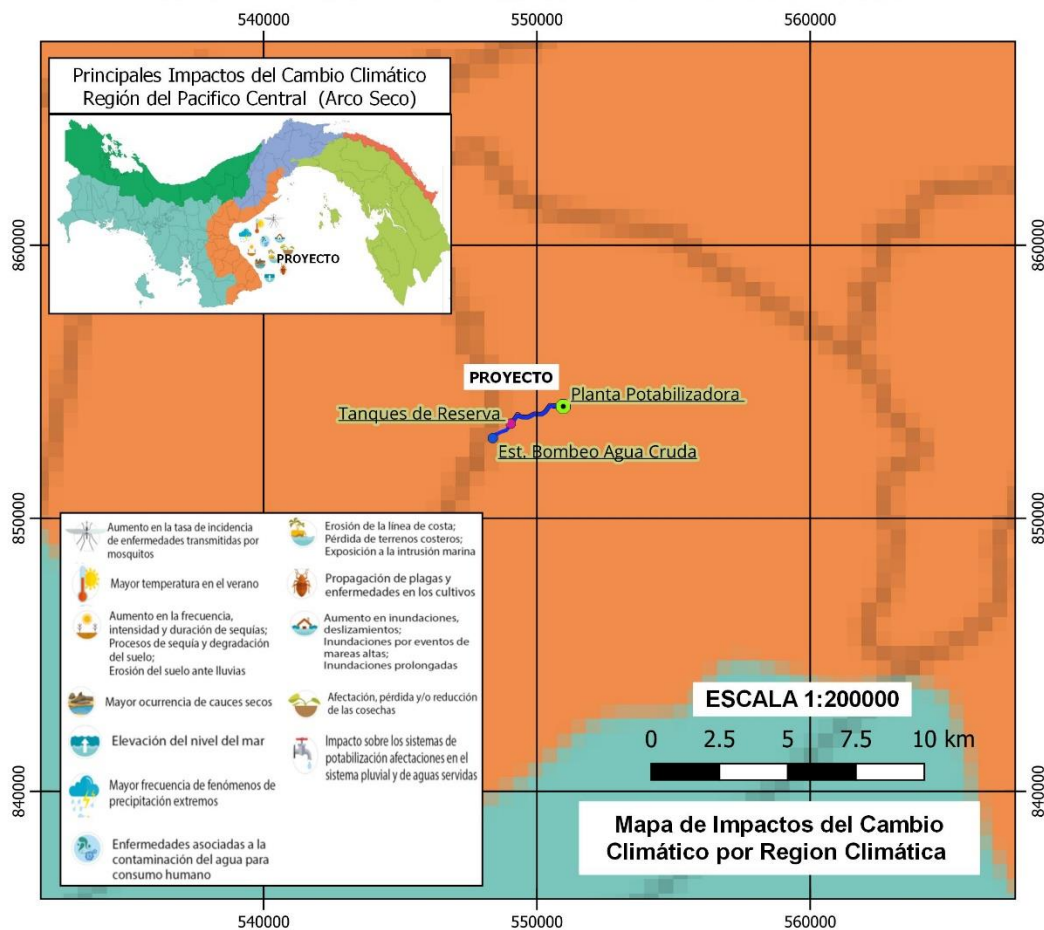 540000
550000
560000
Principales Impactos del Cambio Climático
Región del Pacifico Central (Arco Seco)
PROYECTO
860000
860000
PROYECTO
Planta Potabilizadora
Tanques de Reserva
Est. Bombeo Agua Cruda
850000
850000
Aumento en la tasa de incidencia
de enfermedades transmitidas por
mosquitos
Mayor temperatura en el verano
Aumento en la frecuencia,
intensidad y duración de sequías;
Procesos de sequía y degradación
del suelo;
Erosión del suelo ante lluvias
Mayor ocurrencia de cauces secos
Elevación del nivel del mar
Mayor frecuencia de fenómenos de
precipitación extremos
Enfermedades asociadas a la
contaminación del agua para
consumo humano
Erosión de la línea de costa;
Pérdida de terrenos costeros;
Exposición a la intrusión marina
Propagación de plagas y
enfermedades en los cultivos
Aumento en inundaciones,
deslizamientos;
Inundaciones por eventos de
mareas altas;
Inundaciones prolongadas
Afectación, pérdida y/o reducción
de las cosechas
Impacto sobre los sistemas de
potabilización afectaciones en el
sistema pluvial y de aguas servidas
ESCALA 1:200000
0 2.5 5 7.5 10 km
840000
840000
Mapa de Impactos del Cambio
Climático por Region Climática
540000
550000
560000